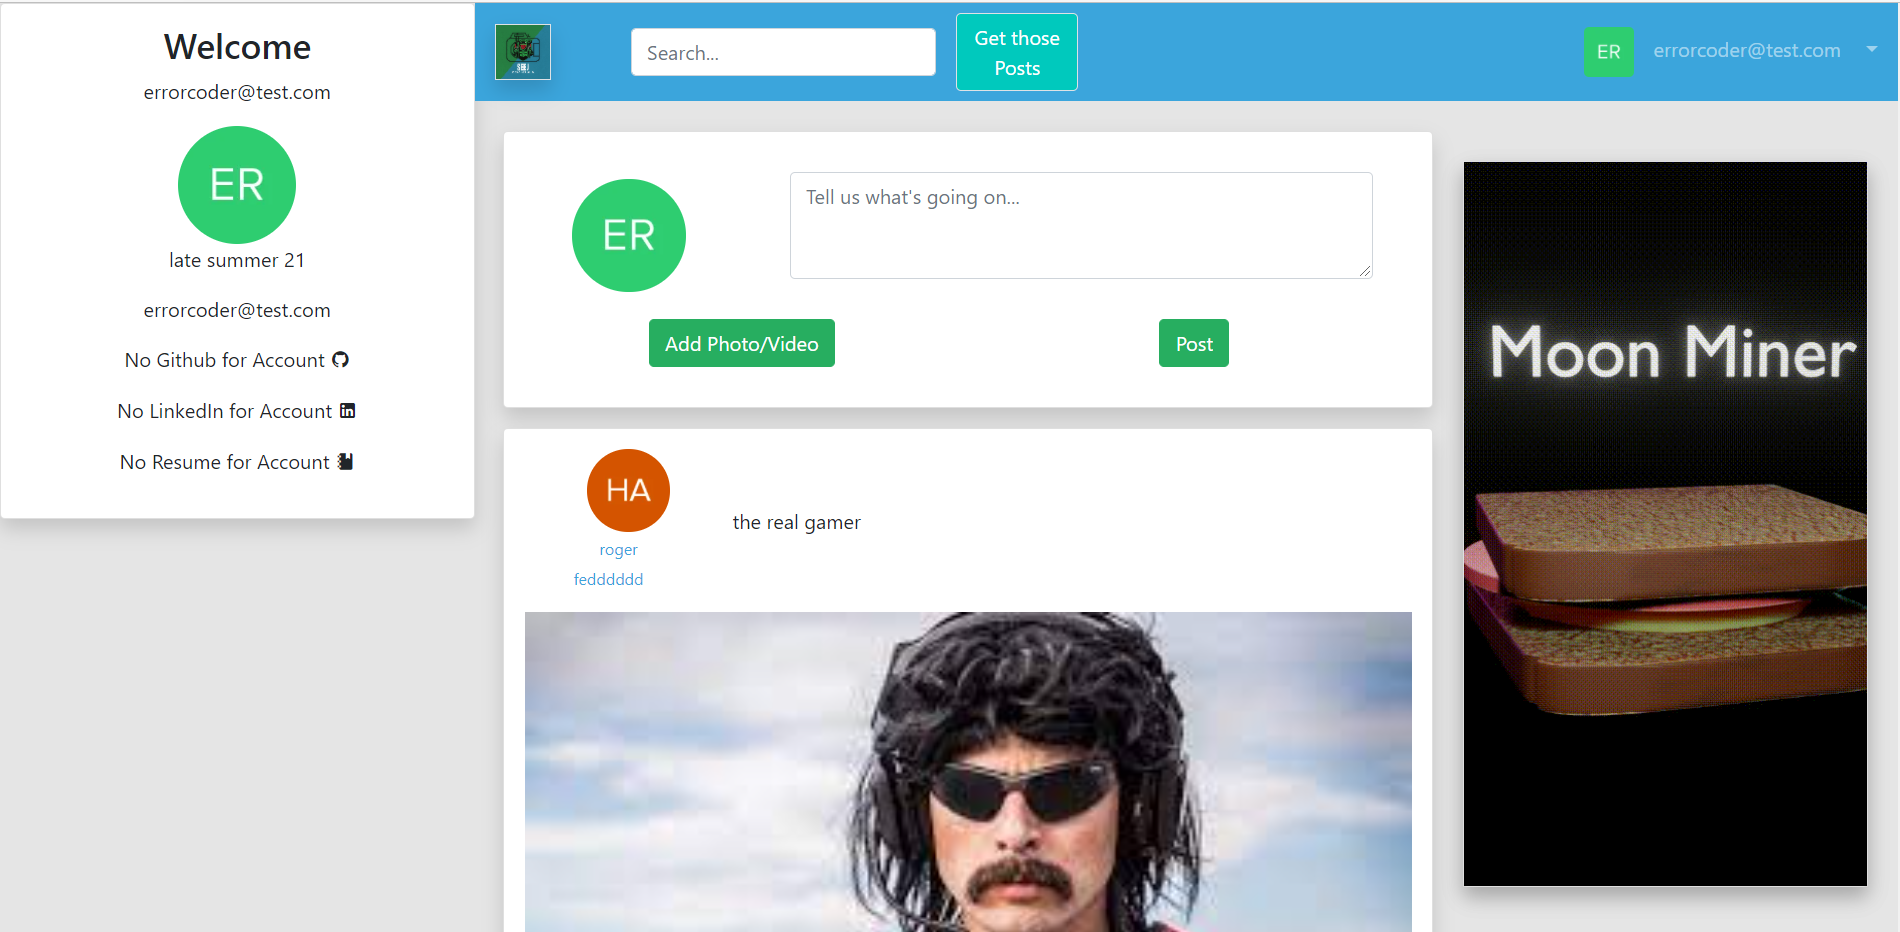 Welcome
errorcoder@test.com
ER
late summer 21
errorcoder@test.com
No Github for Account
No LinkedIn for Account
No Resume for Account
Search...
Get those
Posts
ER
errorcoder@test.com
ER
Tell us what's going on...
Add Photo/Video
Post
HA
roger
fedddddd
the real gamer
Moon Miner